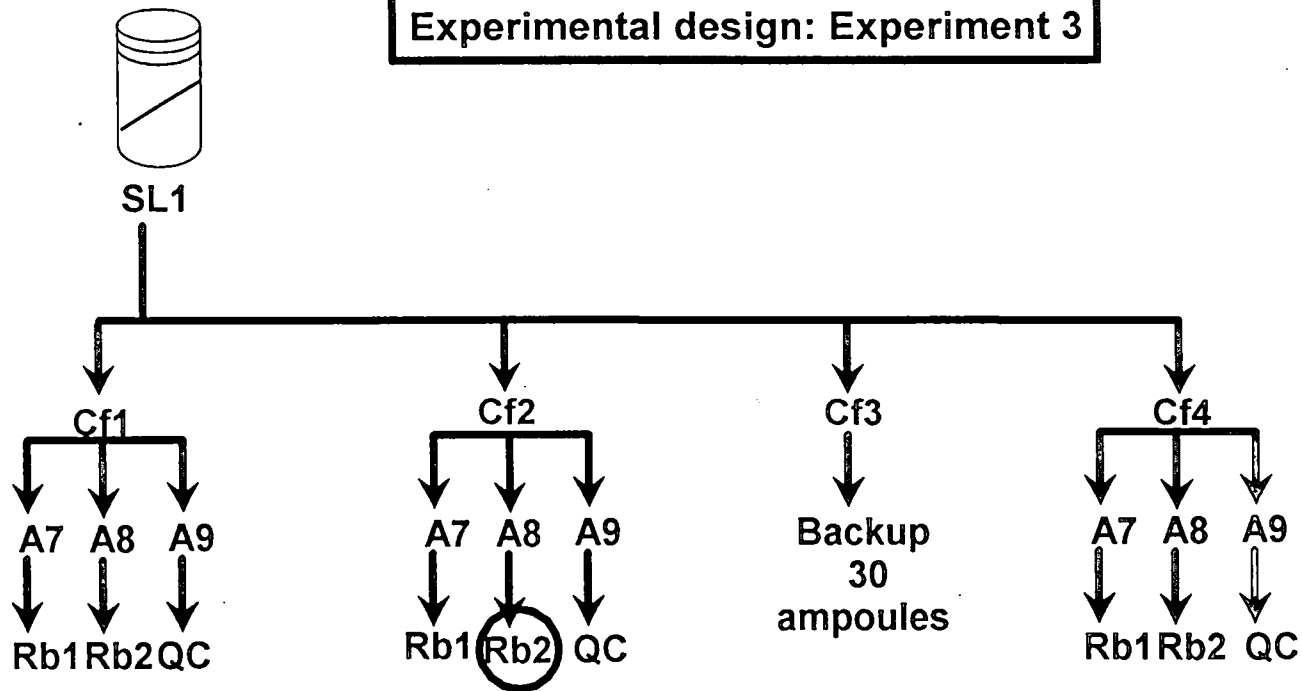 Experimental design: Experiment 3
SL1
Cf1 Cf2 Cf3 Cf4
A7 A8 A9 A7 A8 A9 Backup A7 A8 A9
30
ampoules
Rb1 Rb2 QC Rb1 Rb2 QC Rb1 Rb2 QC